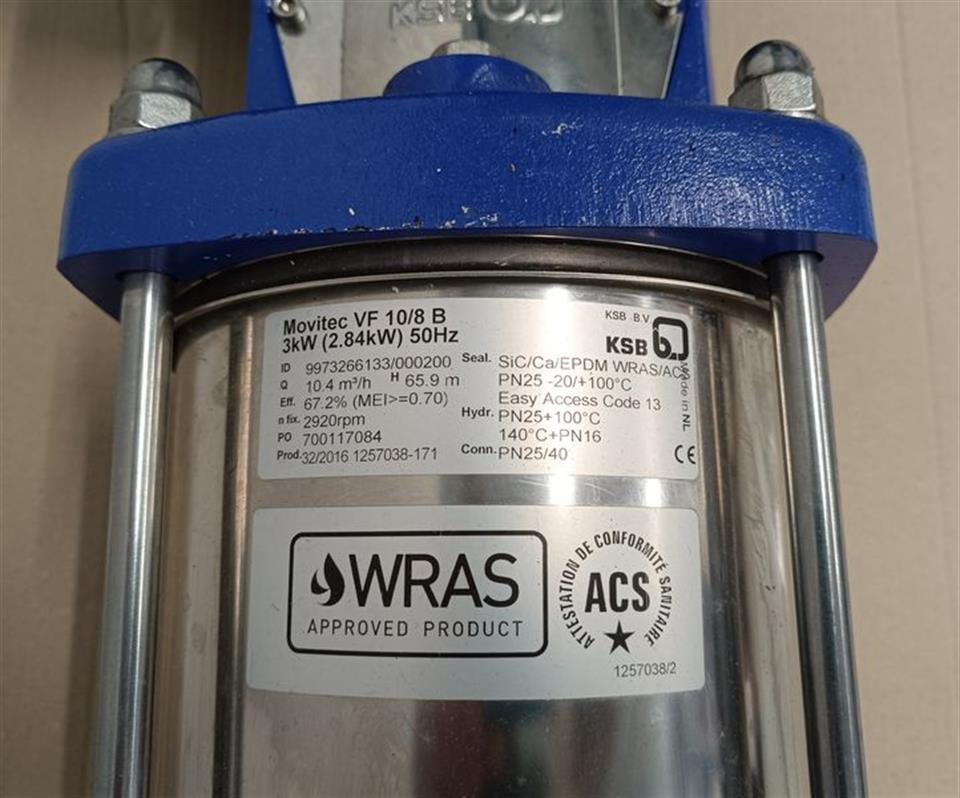 KSB
Movitec VF 10/8 B
3kW (2.84kW) 50Hz
KSB B.V.
KSB
ID 9973266133/000200
Q 10.4 m³/h H 65.9 m
Eff. 67.2% (MEI>=0.70)
n fix. 2920rpm
PO 700117084
Prod. 32/2016 1257038-171
Seal. SiC/Ca/EPDM WRAS/ACS
PN25 -20/+100°C
Easy Access Code 13
Hydr. PN25+100°C
140°C+PN16
Conn. PN25/40
Made in NL
CE
WRAS
APPROVED PRODUCT
ATTESTATION DE CONFORMITÉ SANITAIRE
ACS
1257038/2